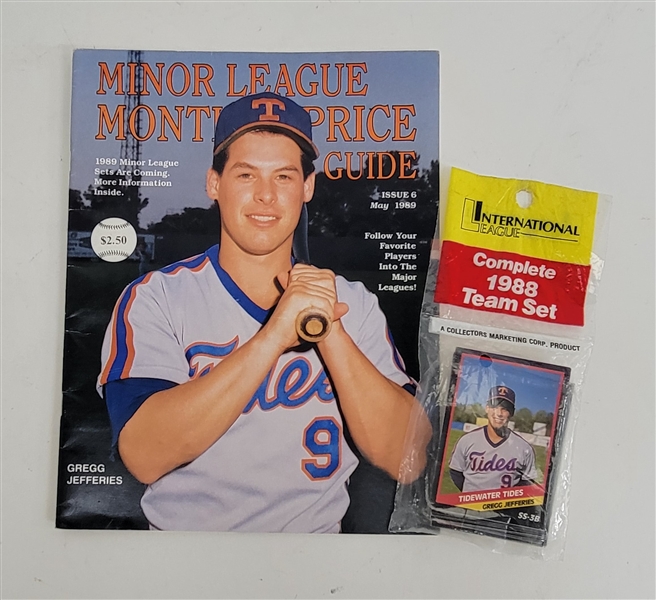 MINOR LEAGUE
MONT PRICE
GUIDE
1989 Minor League
Sets Are Coming.
More Information
Inside.
$2.50
ISSUE 6
May 1989
Follow Your
Favorite
Players
Into The
Major
Leagues!
T
Tides
9
GREGG
JEFFERIES
INTERNATIONAL
LEAGUE
Complete
1988
Team Set
A COLLECTORS MARKETING CORP. PRODUCT
T
Tides
9
TIDEWATER TIDES
GREGG JEFFERIES
SS-3B